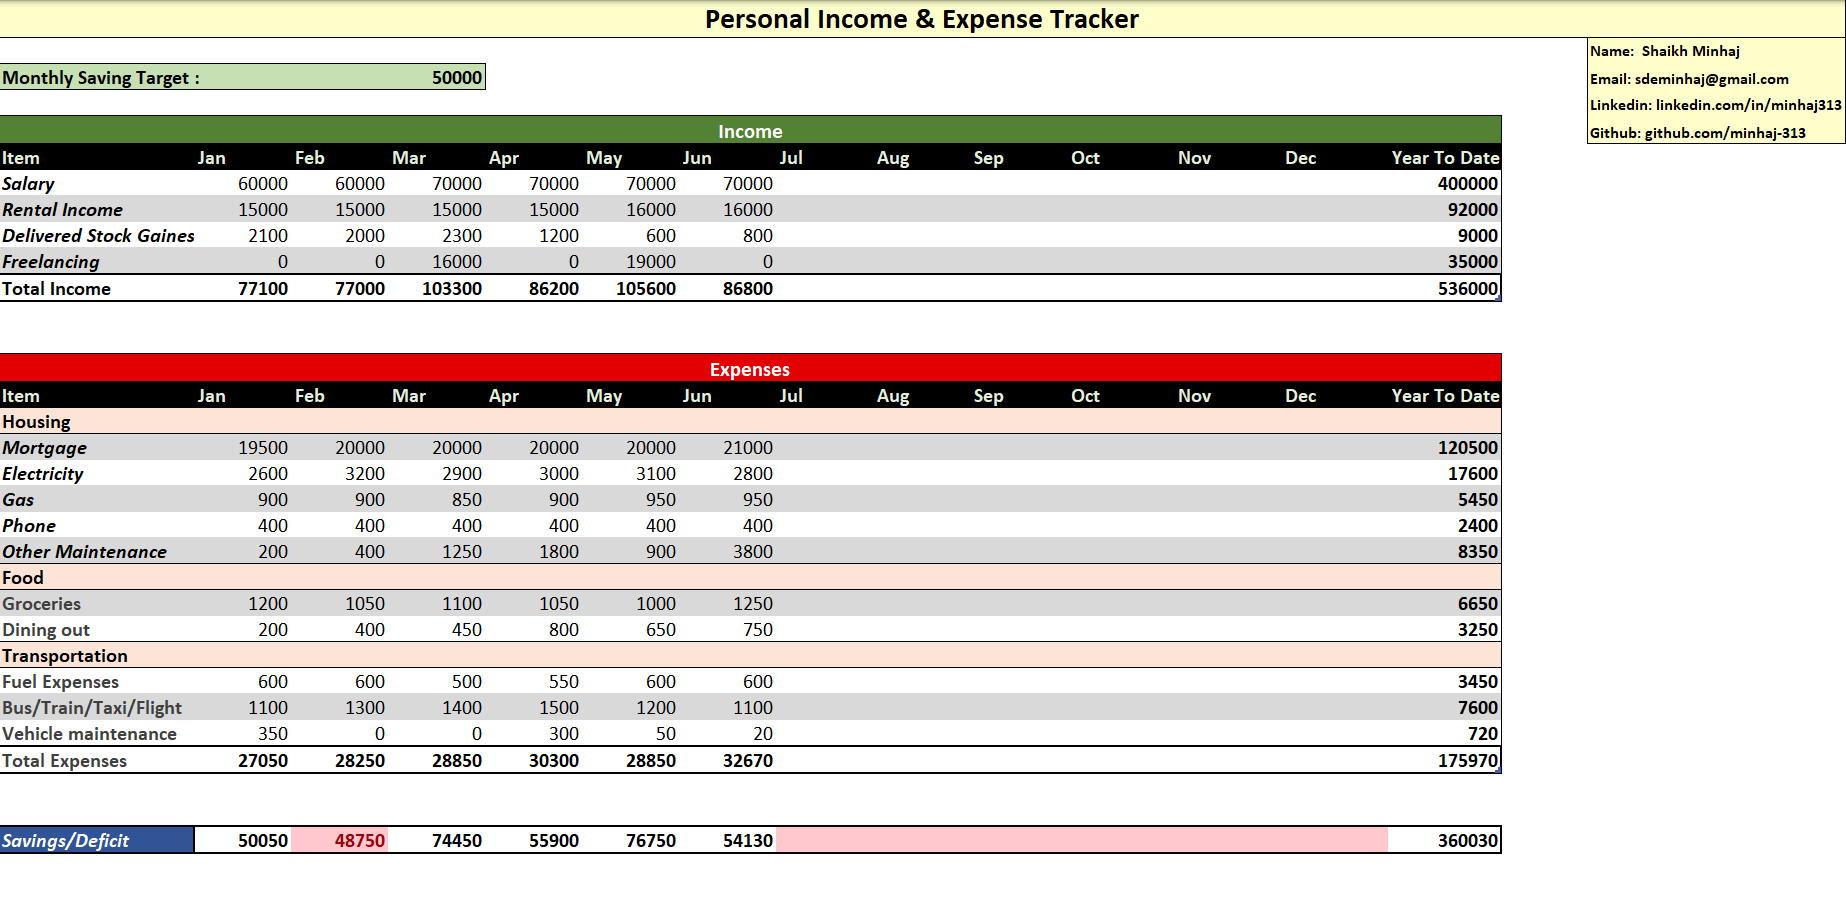 Personal Income & Expense Tracker
Name:  Shaikh Minhaj
Monthly Saving Target : 50000
Email: sdeminhaj@gmail.com
Linkedin: linkedin.com/in/minhaj313
Github: github.com/minhaj-313
Income
Item Jan Feb Mar Apr May Jun Jul Aug Sep Oct Nov Dec Year To Date
Salary 60000 60000 70000 70000 70000 70000 400000
Rental Income 15000 15000 15000 15000 16000 16000 92000
Delivered Stock Gaines 2100 2000 2300 1200 600 800 9000
Freelancing 0 0 16000 0 19000 0 35000
Total Income 77100 77000 103300 86200 105600 86800 536000
Expenses
Item Jan Feb Mar Apr May Jun Jul Aug Sep Oct Nov Dec Year To Date
Housing
Mortgage 19500 20000 20000 20000 20000 21000 120500
Electricity 2600 3200 2900 3000 3100 2800 17600
Gas 900 900 850 900 950 950 5450
Phone 400 400 400 400 400 400 2400
Other Maintenance 200 400 1250 1800 900 3800 8350
Food
Groceries 1200 1050 1100 1050 1000 1250 6650
Dining out 200 400 450 800 650 750 3250
Transportation
Fuel Expenses 600 600 500 550 600 600 3450
Bus/Train/Taxi/Flight 1100 1300 1400 1500 1200 1100 7600
Vehicle maintenance 350 0 0 300 50 20 720
Total Expenses 27050 28250 28850 30300 28850 32670 175970
Savings/Deficit 50050 48750 74450 55900 76750 54130 360030